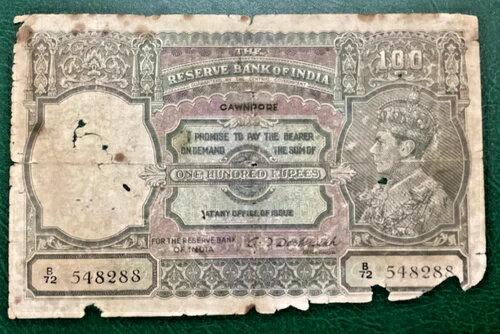 THE
RESERVE BANK OF INDIA
100
CAWNPORE
I PROMISE TO PAY THE BEARER
ON DEMAND THE SUM OF
ONE HUNDRED RUPEES
AT ANY OFFICE OF ISSUE
FOR THE RESERVE BANK
OF INDIA
C. D. Deshmukh
B/72 548288
B/72 548288